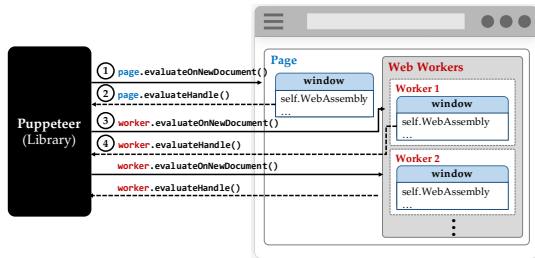 Puppeteer
(Library)
1 page.evaluateOnNewDocument()
2 page.evaluateHandle()
3 worker.evaluateOnNewDocument()
4 worker.evaluateHandle()
worker.evaluateOnNewDocument()
worker.evaluateHandle()
Page
window
self.WebAssembly
...
Web Workers
Worker 1
window
self.WebAssembly
...
Worker 2
window
self.WebAssembly
...